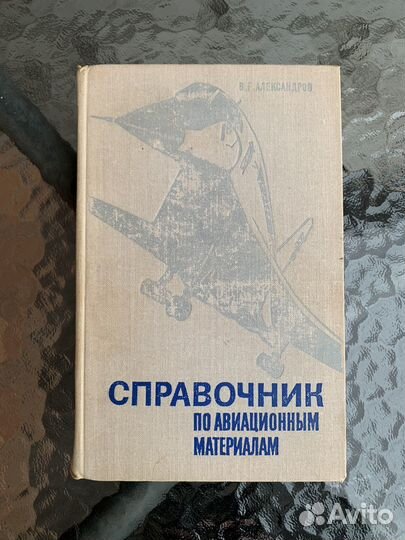 В.Г. АЛЕКСАНДРОВ
СПРАВОЧНИК
ПО АВИАЦИОННЫМ
МАТЕРИАЛАМ
Avito